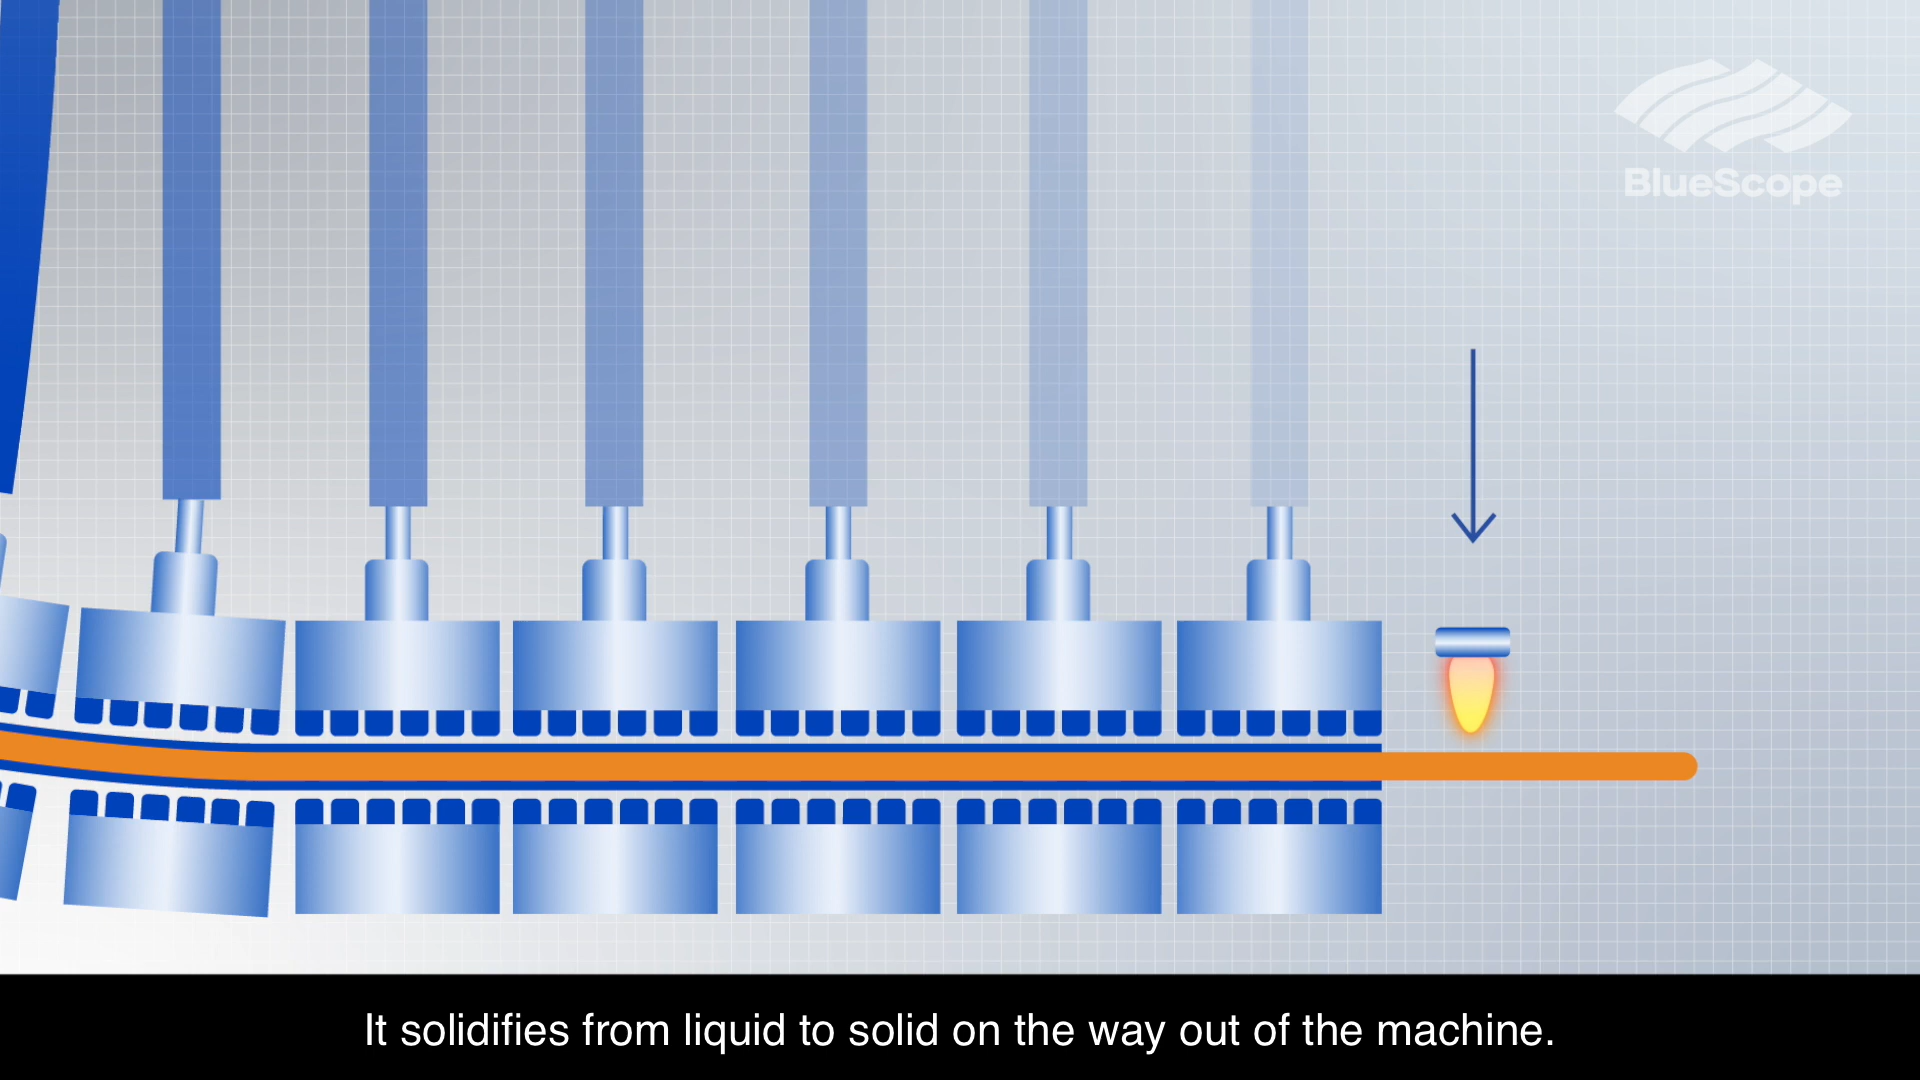 BlueScope
It solidifies from liquid to solid on the way out of the machine.